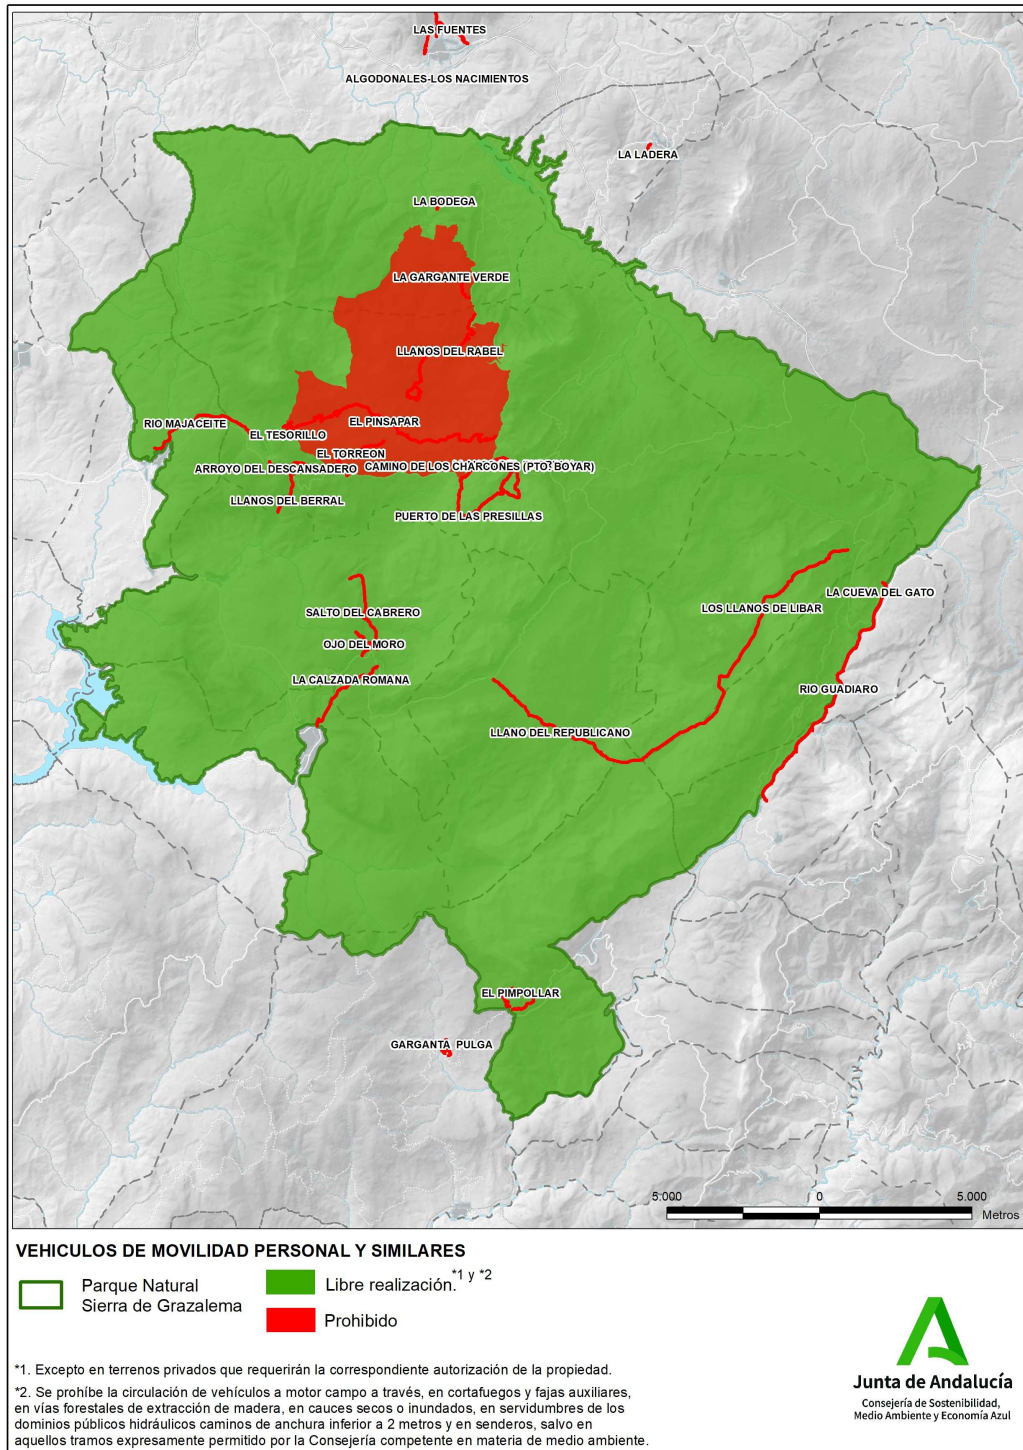 LAS FUENTES
ALGODONALES-LOS NACIMIENTOS
LA LADERA
LA BODEGA
LA GARGANTE VERDE
LLANOS DEL RABEL
RIO MAJACEITE
EL PINSAPAR
EL TESORILLO
EL TORREON
ARROYO DEL DESCANSADERO
CAMINO DE LOS CHARCONES (PTO. BOYAR)
LLANOS DEL BERRAL
PUERTO DE LAS PRESILLAS
LA CUEVA DEL GATO
LOS LLANOS DE LIBAR
SALTO DEL CABRERO
OJO DEL MORO
LA CALZADA ROMANA
RIO GUADIARO
LLANO DEL REPUBLICANO
EL PIMPOLLAR
GARGANTA PULGA
5.000 0 5.000
Metros
VEHICULOS DE MOVILIDAD PERSONAL Y SIMILARES
Parque Natural
Sierra de Grazalema
Libre realización.*1 y *2
Prohibido
*1. Excepto en terrenos privados que requerirán la correspondiente autorización de la propiedad.
*2. Se prohíbe la circulación de vehículos a motor campo a través, en cortafuegos y fajas auxiliares,
en vías forestales de extracción de madera, en cauces secos o inundados, en servidumbres de los
dominios públicos hidráulicos caminos de anchura inferior a 2 metros y en senderos, salvo en
aquellos tramos expresamente permitido por la Consejería competente en materia de medio ambiente.
Junta de Andalucía
Consejería de Sostenibilidad,
Medio Ambiente y Economía Azul